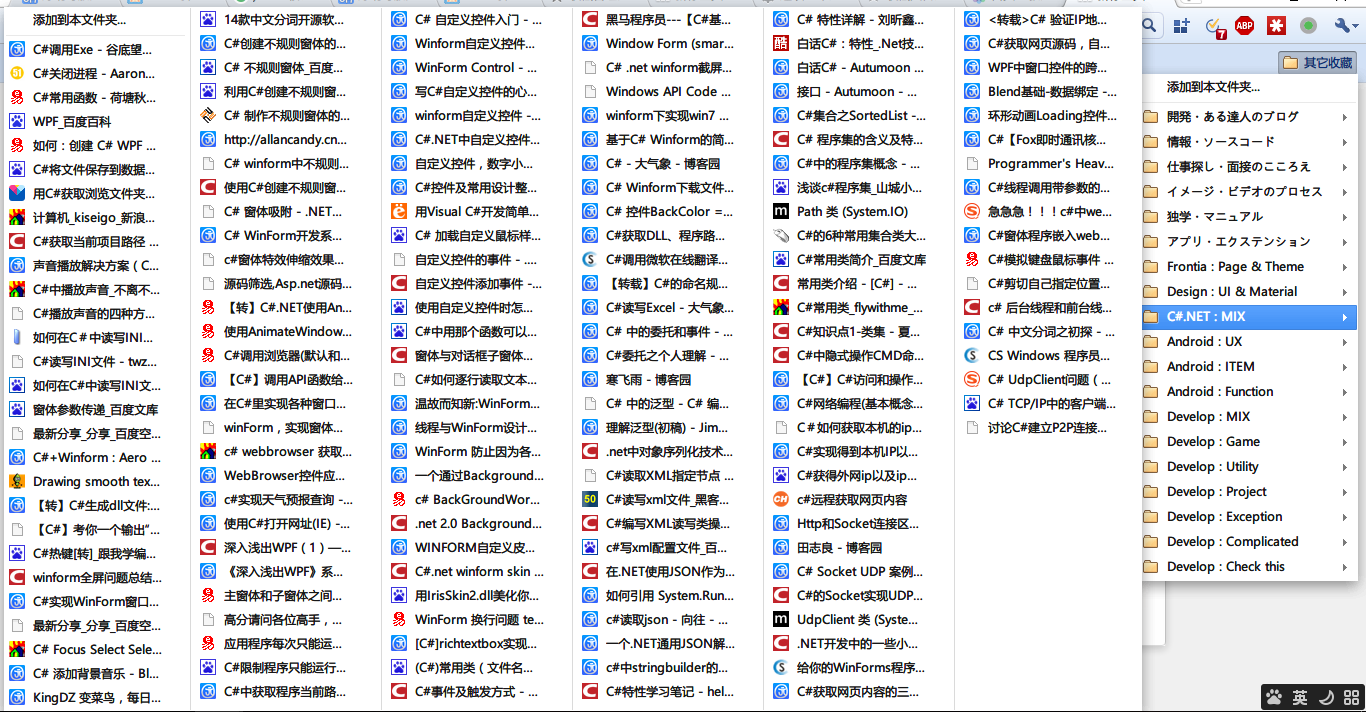 添加到本文件夹...
C#调用Exe - 谷底望...
C#关闭进程 - Aaron...
C#常用函数 - 荷塘秋...
WPF_百度百科
如何：创建 C# WPF ...
C#将文件保存到数据...
用C#获取浏览文件夹...
计算机_kiseigo_新浪...
C#获取当前项目路径 ...
声音播放解决方案（C...
C#中播放声音_不离不...
C#播放声音的四种方...
如何在C＃中读写INI...
C#读写INI文件 - twz...
如何在C#中读写INI文...
窗体参数传递_百度文库
最新分享_分享_百度空...
C#+Winform : Aero ...
Drawing smooth tex...
【转】C#生成dll文件:...
【C#】考你一个输出“...
C#热键[转]_跟我学编...
winform全屏问题总结...
C#实现WinForm窗口...
最新分享_分享_百度空...
C# Focus Select Sele...
C# 添加背景音乐 - Bl...
KingDZ 变菜鸟，每日...
14款中文分词开源软...
C#创建不规则窗体的...
C# 不规则窗体_百度...
利用C#创建不规则窗...
C# 制作不规则窗体的...
http://allancandy.cn...
C# winform中不规则...
使用C#创建不规则窗...
C# 窗体吸附 - .NET...
C# WinForm开发系...
c#窗体特效伸缩效果...
源码筛选,Asp.net源码...
【转】C#.NET使用An...
使用AnimateWindow...
C#调用浏览器(默认和...
【C#】调用API函数给...
在C#里实现各种窗口...
winForm，实现窗体...
c# webbrowser 获取...
WebBrowser控件应...
c#实现天气预报查询 -...
使用C#打开网址(IE) -...
深入浅出WPF（1）—...
《深入浅出WPF》系...
主窗体和子窗体之间...
高分请问各位高手，...
应用程序每次只能运...
C#限制程序只能运行...
C#中获取程序当前路...
C# 自定义控件入门 - ...
Winform自定义控件...
WinForm Control - ...
写C#自定义控件的心...
winform自定义控件 -...
C#.NET中自定义控件...
自定义控件，数字小...
C#控件及常用设计整...
用Visual C#开发简单...
C# 加载自定义鼠标样...
自定义控件的事件 - ...
自定义控件添加事件 -...
使用自定义控件时怎...
C#中用那个函数可以...
窗体与对话框子窗体...
C#如何逐行读取文本...
温故而知新:WinForm...
线程与WinForm设计...
WinForm 防止因为各...
一个通过Background...
c# BackGroundWor...
.net 2.0 Background...
WINFORM自定义皮...
C#.net winform skin ...
用IrisSkin2.dll美化你...
WinForm 换行问题 te...
[C#]richtextbox实现...
(C#)常用类（文件名...
C#事件及触发方式 - ...
黑马程序员---【C#基...
Window Form (smar...
C# .net winform截屏...
Windows API Code ...
winform下实现win7 ...
基于C# Winform的简...
C# - 大气象 - 博客园
C# Winform下载文件...
C# 控件BackColor =...
C#获取DLL、程序路...
C#调用微软在线翻译...
【转载】C#的命名规...
C#读写Excel - 大气象...
C# 中的委托和事件 - ...
C#委托之个人理解 - ...
寒飞雨 - 博客园
C# 中的泛型 - C# 编...
理解泛型(初稿) - Jim...
.net中对象序列化技术...
C#读取XML指定节点 ...
C#读写xml文件_黑客...
C#编写XML读写类操...
c#写xml配置文件_百...
在.NET使用JSON作为...
如何引用 System.Run...
c#读取json - 向往 - ...
一个.NET通用JSON解...
c#中stringbuilder的...
C#特性学习笔记 - hel...
C# 特性详解 - 刘昕鑫...
白话C#：特性_.Net技...
白话C# - Autumoon ...
接口 - Autumoon - ...
C#集合之SortedList -...
C# 程序集的含义及特...
C#中的程序集概念 - ...
浅谈c#程序集_山城小...
Path 类 (System.IO)
C#的6种常用集合类大...
C#常用类简介_百度文库
常用类介绍 - [C#] - ...
C#常用类_flywithme_...
C#知识点1-类集 - 夏...
C#中隐式操作CMD命...
【C#】C#访问和操作...
C#网络编程(基本概念...
C＃如何获取本机的ip...
C#实现得到本机IP以...
C#获得外网ip以及ip...
c#远程获取网页内容
Http和Socket连接区...
田志良 - 博客园
C# Socket UDP 案例...
C#的Socket实现UDP...
UdpClient 类 (Syste...
.NET开发中的一些小...
给你的WinForms程序...
C#获取网页内容的三...
<转载>C# 验证IP地...
C#获取网页源码，自...
WPF中窗口控件的跨...
Blend基础-数据绑定 -...
环形动画Loading控件...
C#【Fox即时通讯核...
Programmer's Heav...
C#线程调用带参数的...
急急急！！！c#中we...
C#窗体程序嵌入web...
C#模拟键盘鼠标事件 ...
C#剪切自己指定位置...
c# 后台线程和前台线...
C# 中文分词之初探 - ...
CS Windows 程序员...
C# UdpClient问题（...
C# TCP/IP中的客户端...
讨论C#建立P2P连接...
7
ABP
其它收藏
添加到本文件夹...
開発・ある達人のブログ
情報・ソースコード
仕事探し・面接のこころえ
イメージ・ビデオのプロセス
独学・マニュアル
アプリ・エクステンション
Frontia : Page & Theme
Design : UI & Material
C#.NET : MIX
Android : UX
Android : ITEM
Android : Function
Develop : MIX
Develop : Game
Develop : Utility
Develop : Project
Develop : Exception
Develop : Complicated
Develop : Check this
英